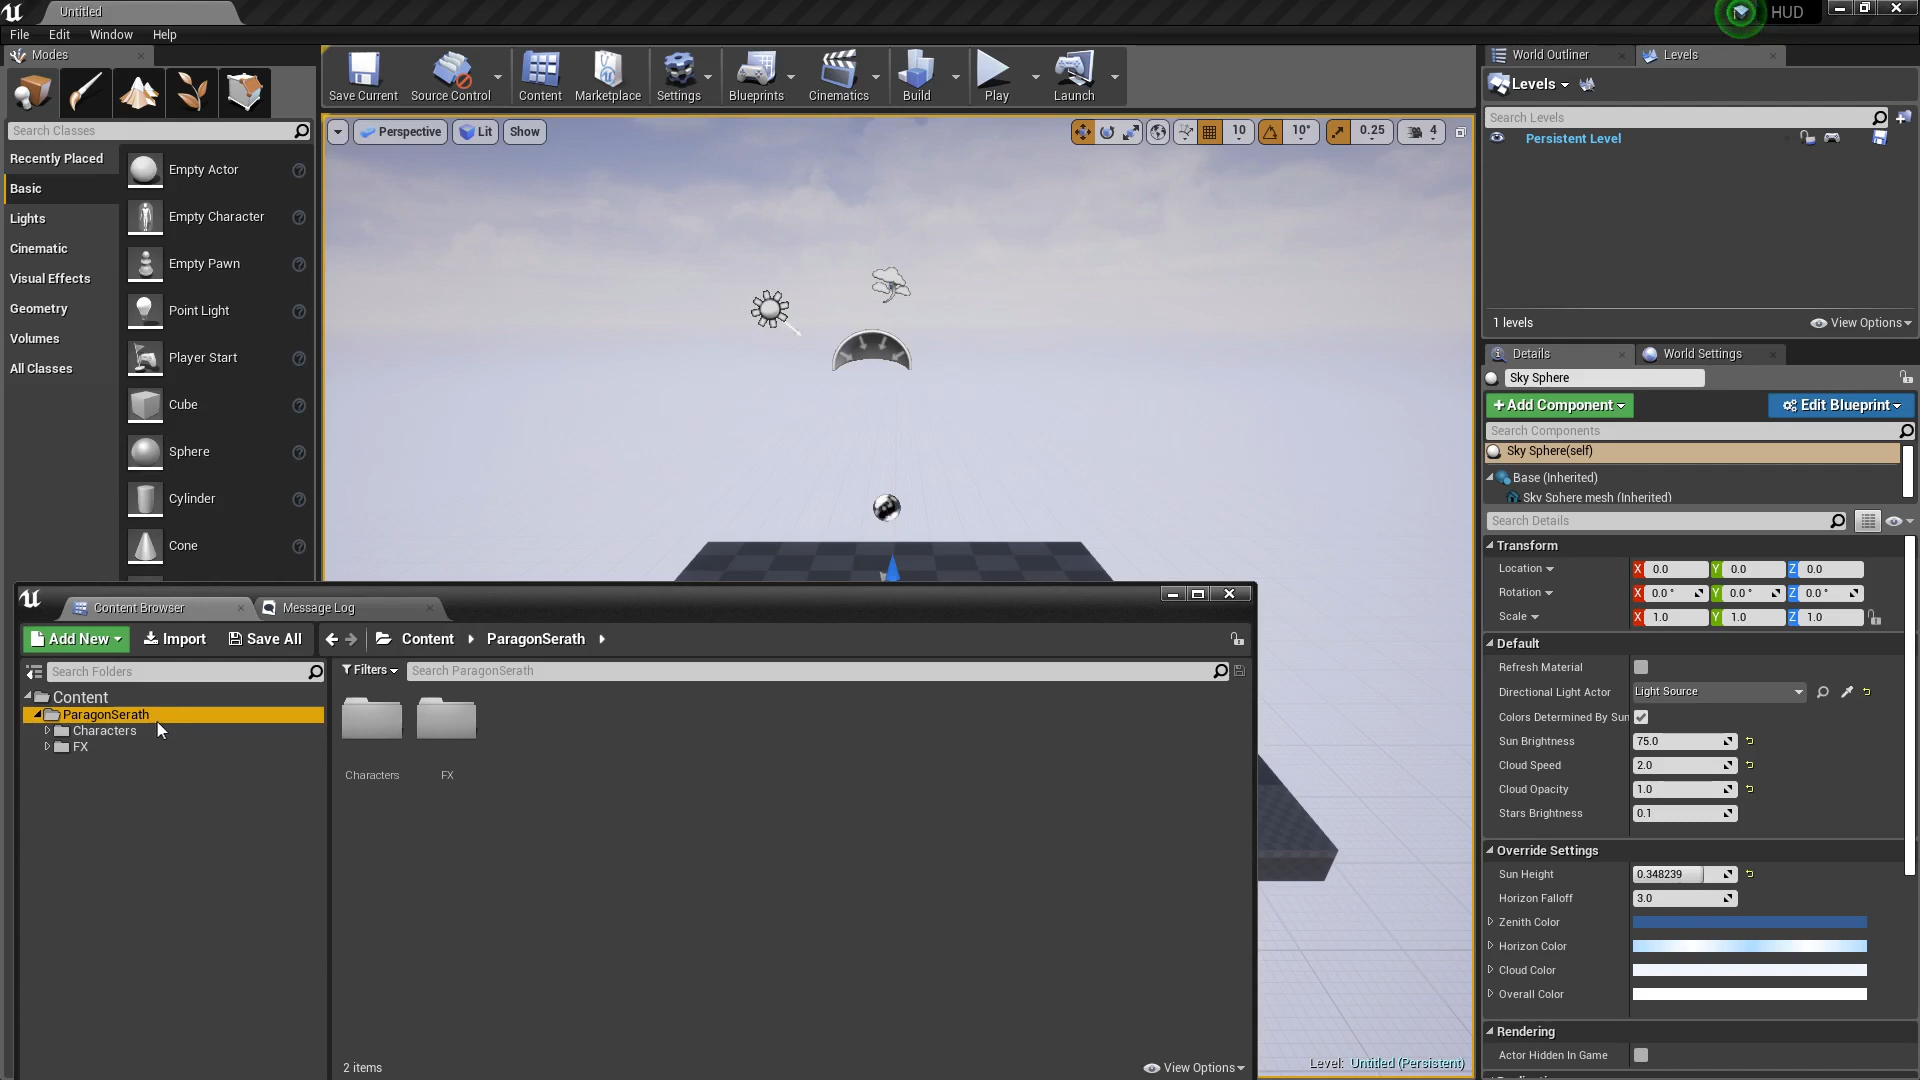 Untitled
HUD
File Edit Window Help
Modes
World Outliner
Levels
Save Current
Source Control
Content
Marketplace
Settings
Blueprints
Cinematics
Build
Play
Launch
Levels
Search Classes
Perspective
Lit
Show
10
10°
0.25
4
Search Levels
Persistent Level
Recently Placed
Basic
Lights
Cinematic
Visual Effects
Geometry
Volumes
All Classes
Empty Actor
Empty Character
Empty Pawn
Point Light
Player Start
Cube
Sphere
Cylinder
Cone
1 levels
View Options
Details
World Settings
Sky Sphere
+Add Component
Edit Blueprint
Search Components
Sky Sphere(self)
Base (Inherited)
Sky Sphere mesh (Inherited)
Search Details
Transform
Location X 0.0 Y 0.0 Z 0.0
Rotation X 0.0 ° Y 0.0 ° Z 0.0 °
Scale X 1.0 Y 1.0 Z 1.0
Default
Refresh Material
Directional Light Actor Light Source
Colors Determined By Sun
Sun Brightness 75.0
Cloud Speed 2.0
Cloud Opacity 1.0
Stars Brightness 0.1
Override Settings
Sun Height 0.348239
Horizon Falloff 3.0
Zenith Color
Horizon Color
Cloud Color
Overall Color
Rendering
Actor Hidden In Game
Content Browser
Message Log
Add New
Import
Save All
Content
ParagonSerath
Search Folders
Filters
Search ParagonSerath
Content
ParagonSerath
Characters
FX
Characters
FX
2 items
View Options
Level: Untitled (Persistent)